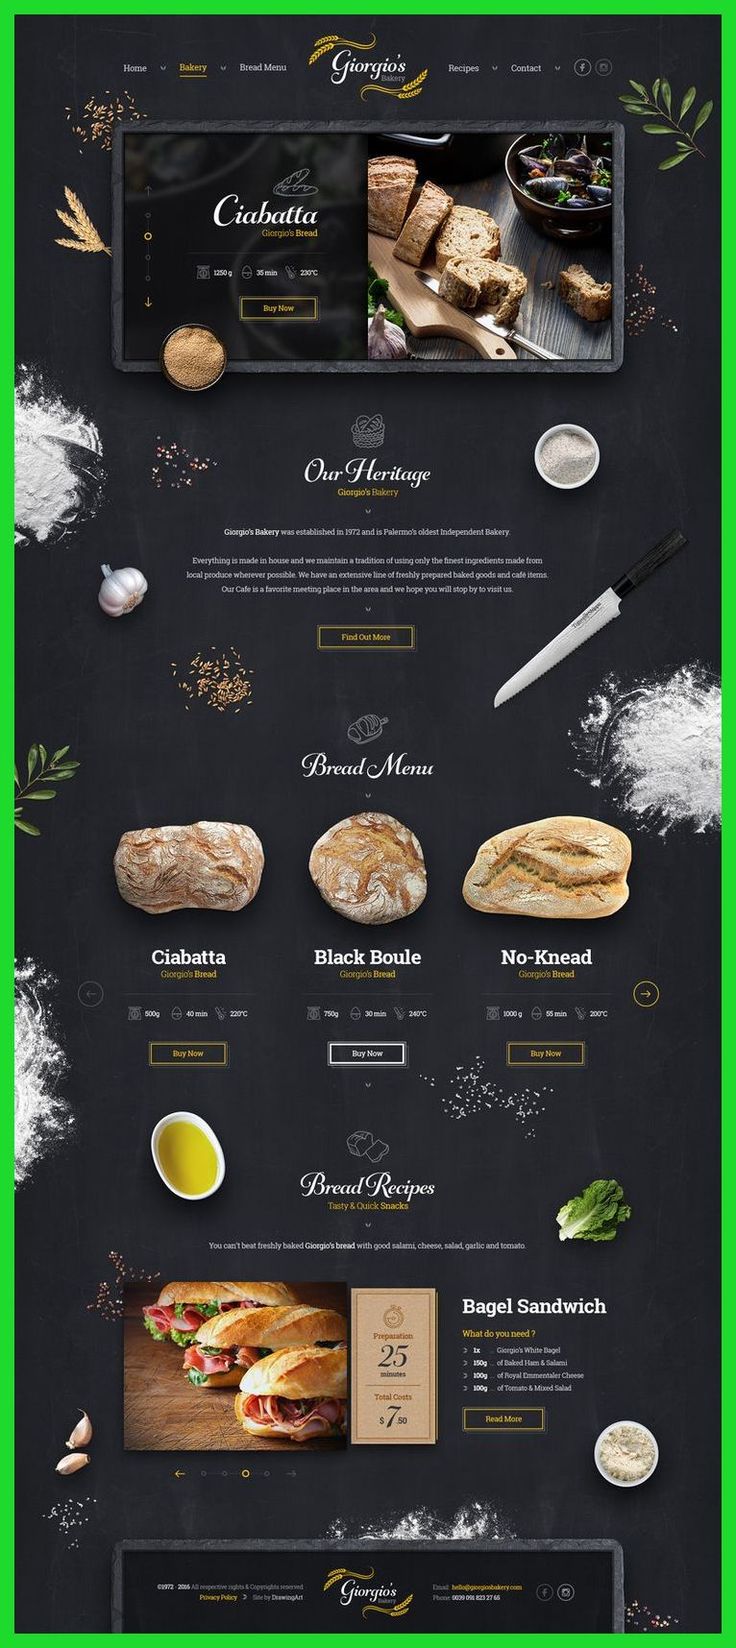 Home
Bakery
Bread Menu
Giorgio's
Bakery
Recipes
Contact
Ciabatta
Giorgio's Bread
1250 g 35 min 230°C
Buy Now
Our Heritage
Giorgio's Bakery
Giorgio's Bakery was established in 1972 and is Palermo's oldest Independent Bakery.
Everything is made in house and we maintain a tradition of using only the finest ingredients made from
local produce wherever possible. We have an extensive line of freshly prepared baked goods and café items.
Our Cafe is a favorite meeting place in the area and we hope you will stop by to visit us.
Find Out More
Bread Menu
Ciabatta
Giorgio's Bread
500g 40 min 220°C
Buy Now
Black Boule
Giorgio's Bread
750g 30 min 240°C
Buy Now
No-Knead
Giorgio's Bread
1000 g 55 min 200°C
Buy Now
Bread Recipes
Tasty & Quick Snacks
You can't beat freshly baked Giorgio's bread with good salami, cheese, salad, garlic and tomato.
Preparation
25
minutes
Total Costs
$7.50
Bagel Sandwich
What do you need ?
1x ... Giorgio's White Bagel
150g ... of Baked Ham & Salami
100g ... of Royal Emmentaler Cheese
100g ... of Tomato & Mixed Salad
Read More
©1972 - 2016 All respective rights & Copyrights reserved
Privacy Policy Site by DrawingArt
Giorgio's
Bakery
Email: hello@giorgionbakery.com
Phone: 0039 091 823 27 65